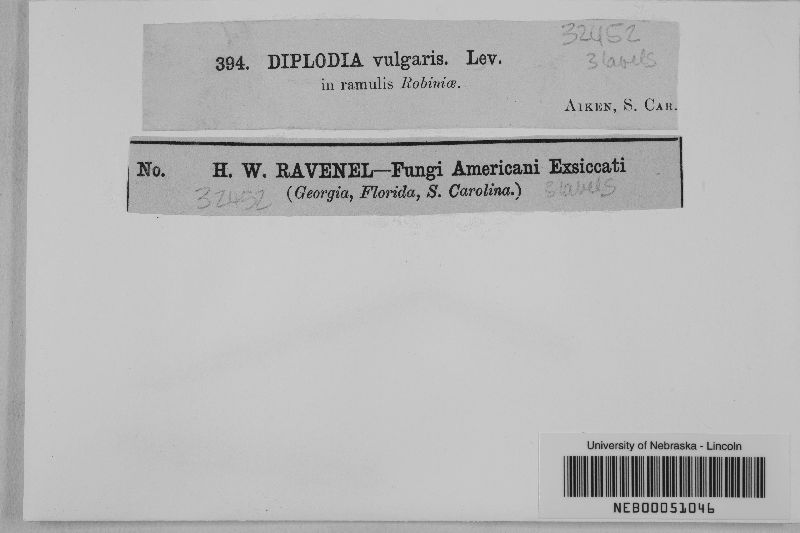 32452
394. DIPLODIA vulgaris. Lev.
3 labels
in ramulis Robiniæ.
AIKEN, S. CAR.
No. H. W. RAVENEL—Fungi Americani Exsiccati
32452 (Georgia, Florida, S. Carolina.) 3 labels
University of Nebraska - Lincoln
NEB00051046